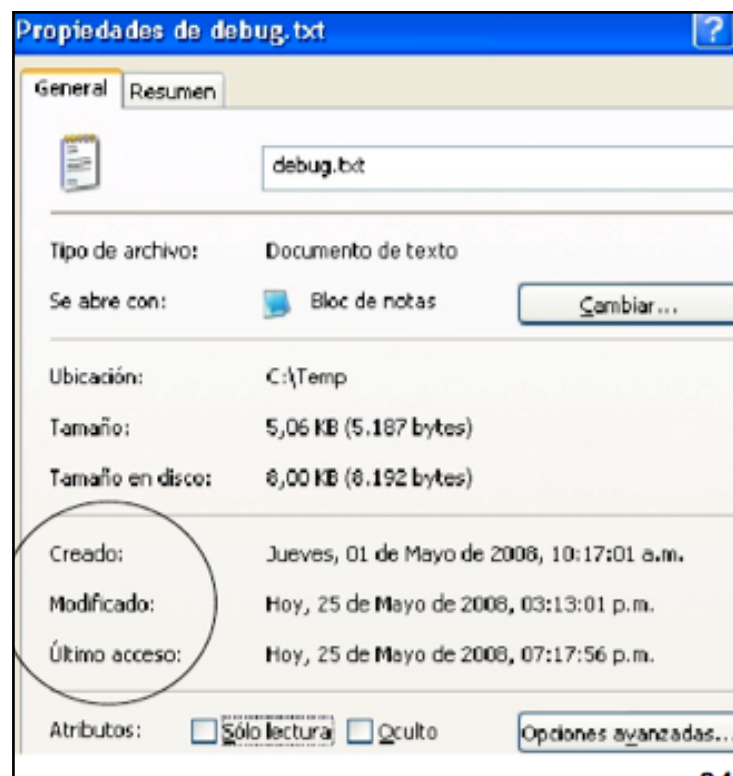 Propiedades de debug.txt ?
General Resumen
debug.txt
Tipo de archivo: Documento de texto
Se abre con: Bloc de notas Cambiar...
Ubicación: C:\Temp
Tamaño: 5,06 KB (5.187 bytes)
Tamaño en disco: 8,00 KB (8.192 bytes)
Creado: Jueves, 01 de Mayo de 2008, 10:17:01 a.m.
Modificado: Hoy, 25 de Mayo de 2008, 03:13:01 p.m.
Último acceso: Hoy, 25 de Mayo de 2008, 07:17:56 p.m.
Atributos: Sólo lectura Oculto Opciones avanzadas...